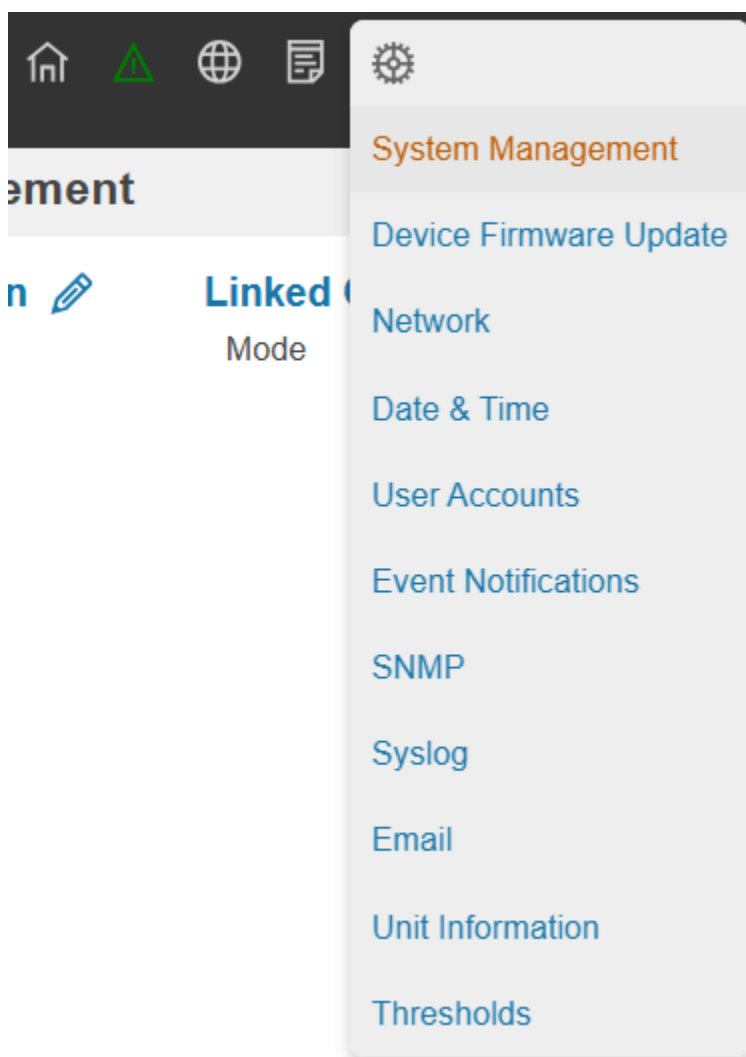 System Management
ement
Device Firmware Update
n Linked
Mode
Network
Date & Time
User Accounts
Event Notifications
SNMP
Syslog
Email
Unit Information
Thresholds